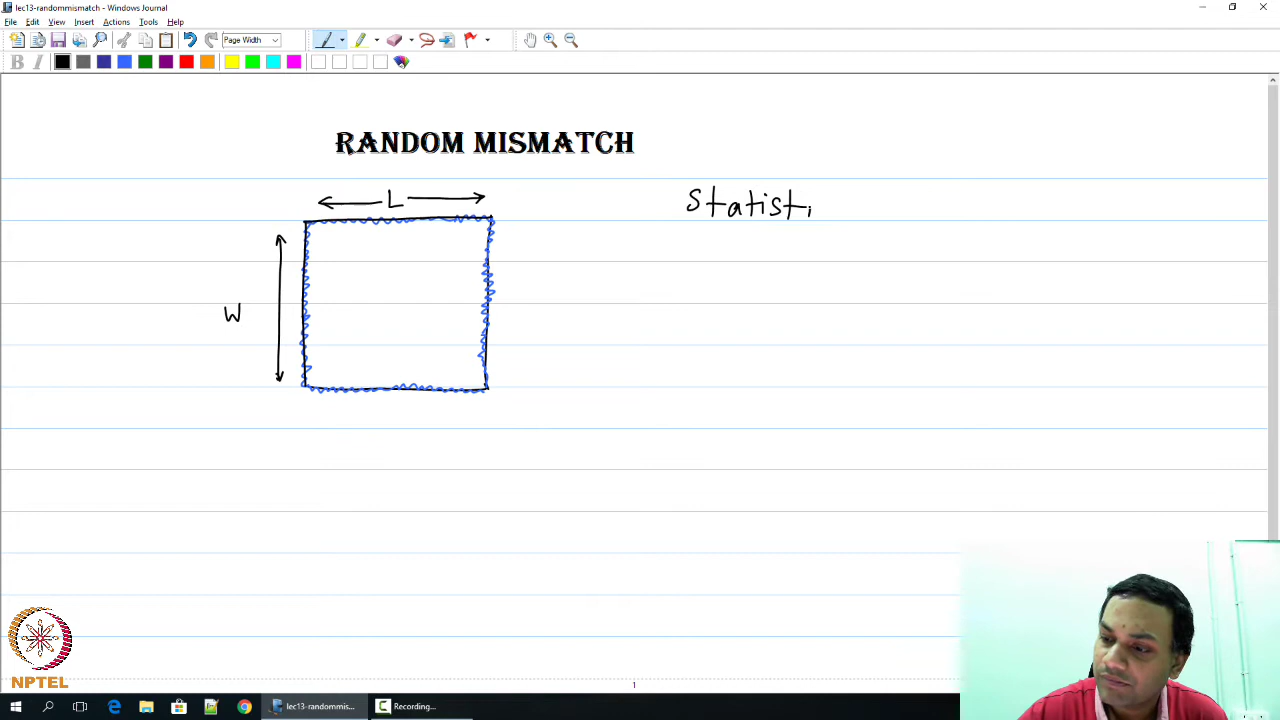 lec13-randommismatch - Windows Journal
File Edit View Insert Actions Tools Help
Page Width
B I
RANDOM MISMATCH
L
Statisti
W
NPTEL
1
lec13-randommis...
Recording...